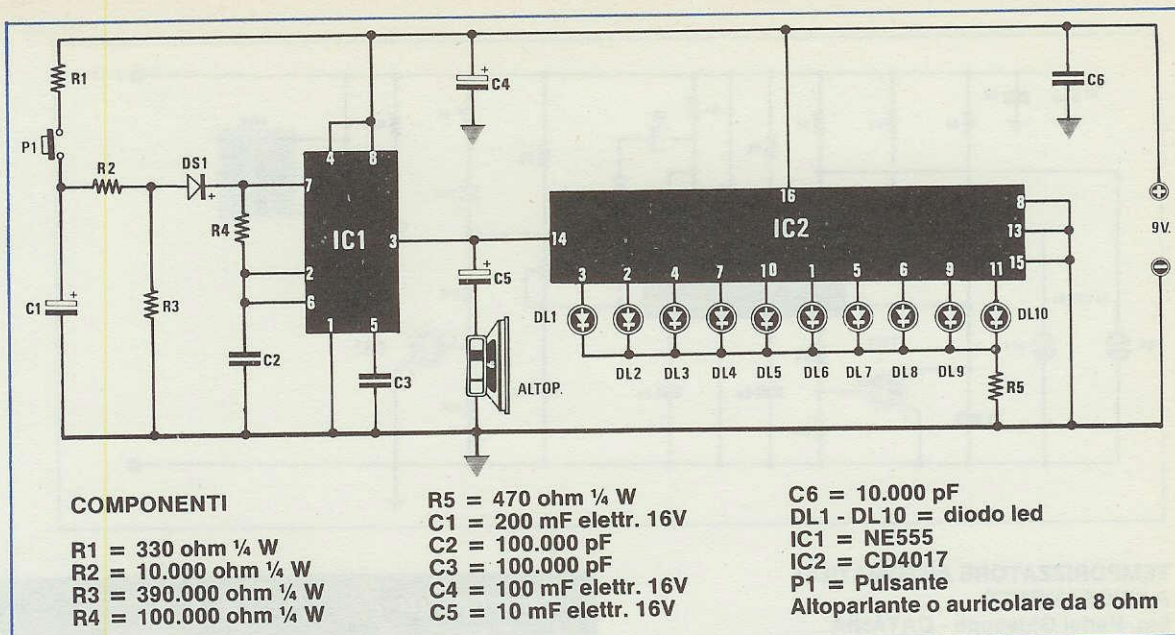 R1
P1
R2
DS1
R4
R3
C1
C2
4
8
7
IC1
3
2
6
1
5
C3
C4
C5
ALTOP.
16
14
IC2
8
13
15
3
2
4
7
10
1
5
6
9
11
DL1
DL2
DL3
DL4
DL5
DL6
DL7
DL8
DL9
DL10
R5
C6
+
9V.
−
COMPONENTI
R1 = 330 ohm ¼ W
R2 = 10.000 ohm ¼ W
R3 = 390.000 ohm ¼ W
R4 = 100.000 ohm ¼ W
R5 = 470 ohm ¼ W
C1 = 200 mF elettr. 16V
C2 = 100.000 pF
C3 = 100.000 pF
C4 = 100 mF elettr. 16V
C5 = 10 mF elettr. 16V
C6 = 10.000 pF
DL1 - DL10 = diodo led
IC1 = NE555
IC2 = CD4017
P1 = Pulsante
Altoparlante o auricolare da 8 ohm